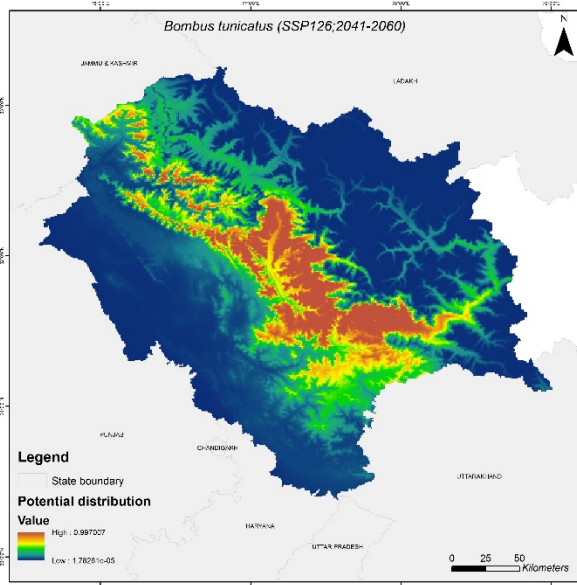 N
Bombus tunicatus (SSP126;2041-2060)
JAMMU & KASHMIR
LADAKH
PUNJAB
CHANDIGARH
UTTARAKHAND
HARYANA
UTTAR PRADESH
Legend
State boundary
Potential distribution
Value
High : 0.997007
Low : 1.78261e-05
0 25 50
Kilometers